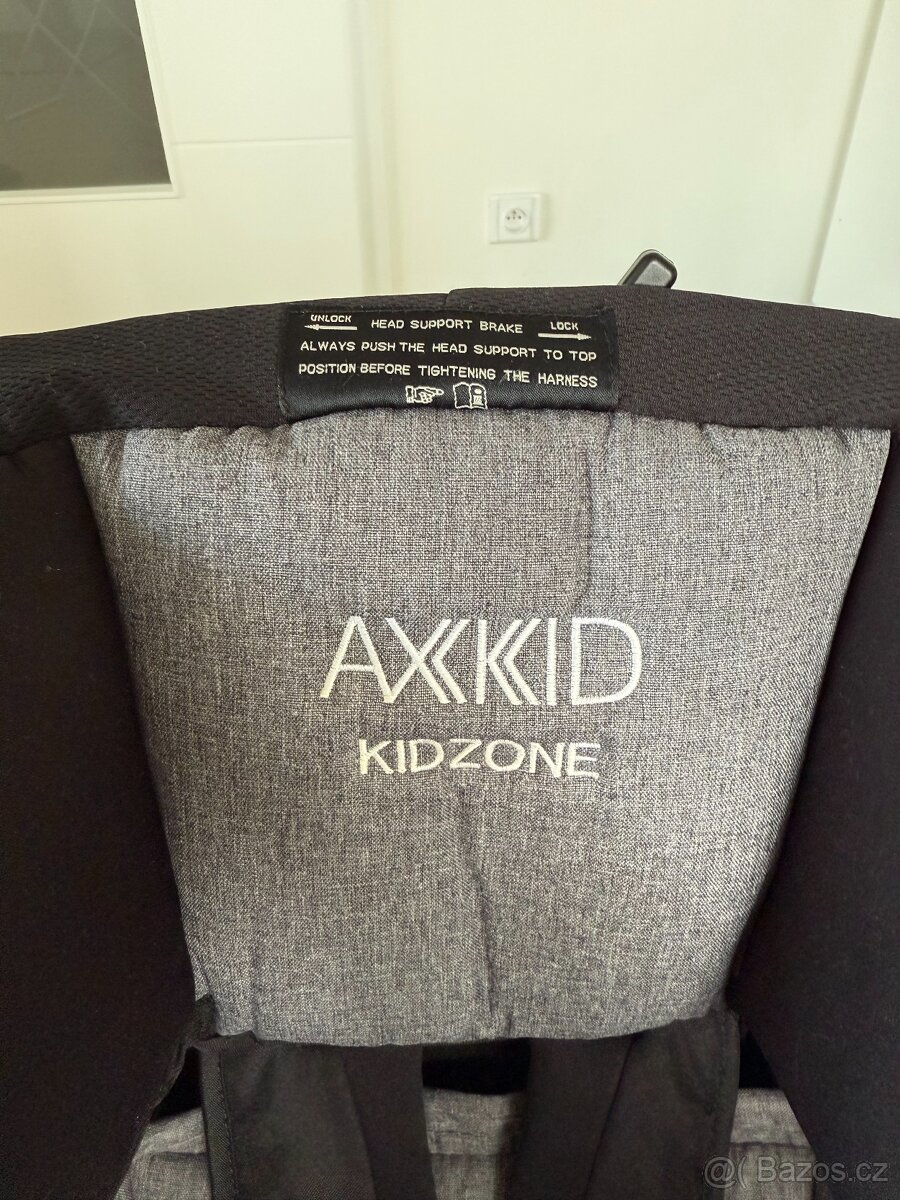 UNLOCK HEAD SUPPORT BRAKE LOCK
ALWAYS PUSH THE HEAD SUPPORT TO TOP
POSITION BEFORE TIGHTENING THE HARNESS
AXKID
KIDZONE
@( Bazos.cz